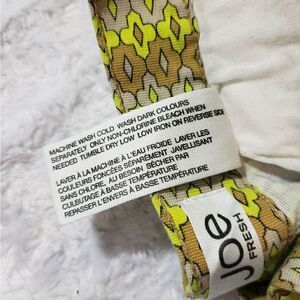 MACHINE WASH COLD WASH DARK COLOURS
SEPARATELY ONLY NON-CHLORINE BLEACH WHEN
NEEDED TUMBLE DRY LOW LOW IRON ON REVERSE SIDE
LAVER À LA MACHINE À L'EAU FROIDE LAVER LES
COULEURS FONCÉES SÉPARÉMENT JAVELLISANT
SANS CHLORE, AU BESOIN SÉCHER PAR
CULBUTAGE À BASSE TEMPÉRATURE
REPASSER L'ENVERS À BASSE TEMPÉRATURE
Joe
FRESH